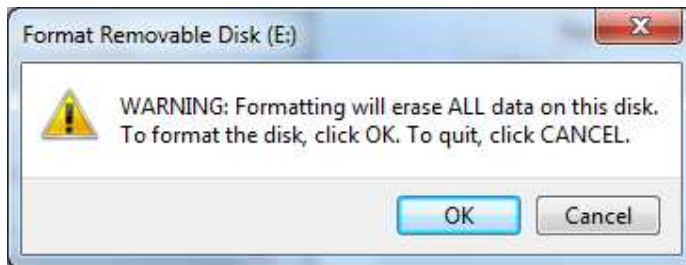 Format Removable Disk (E:)
WARNING: Formatting will erase ALL data on this disk.
To format the disk, click OK. To quit, click CANCEL.
OK
Cancel